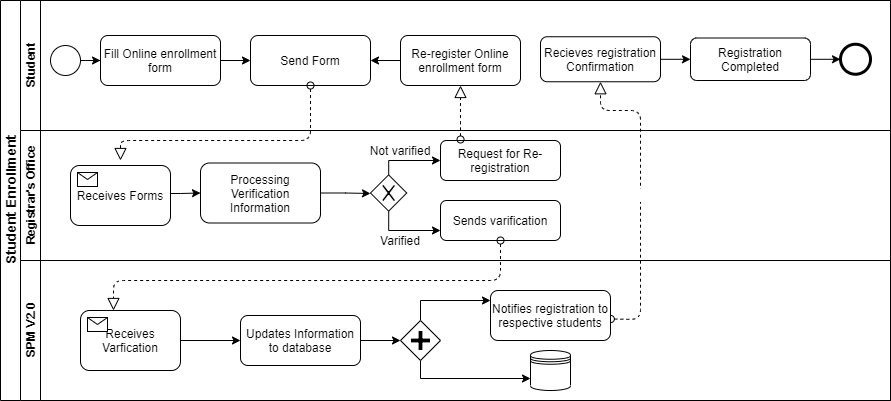 Student Enrollment
Student
Fill Online enrollment
form
Send Form
Re-register Online
enrollment form
Recieves registration
Confirmation
Registration
Completed
Registrar's Office
Receives Forms
Processing
Verification
Information
Not varified
Varified
Request for Re-
registration
Sends varification
SPM V2.0
Receives
Varfication
Updates Information
to database
Notifies registration to
respective students